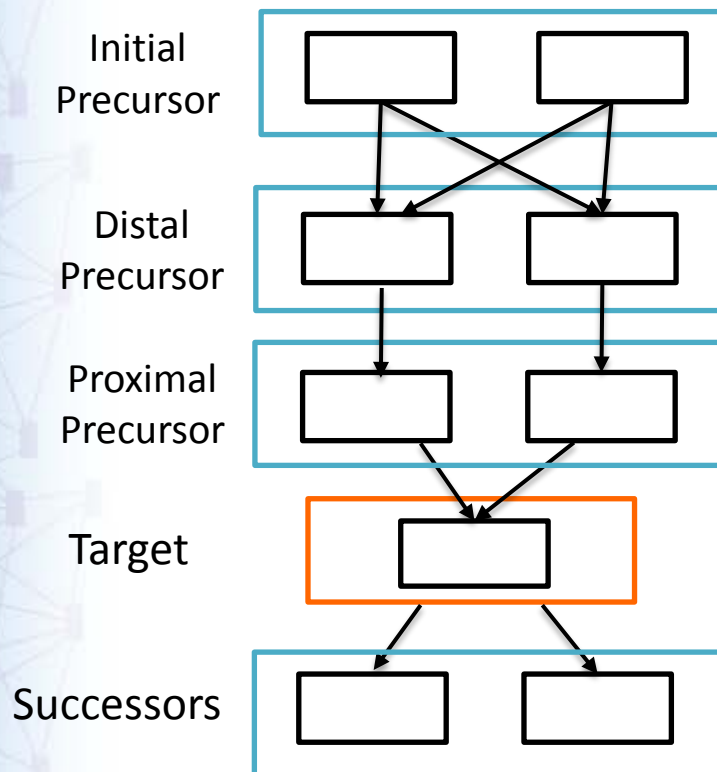 Initial
Precursor
Distal
Precursor
Proximal
Precursor
Target
Successors